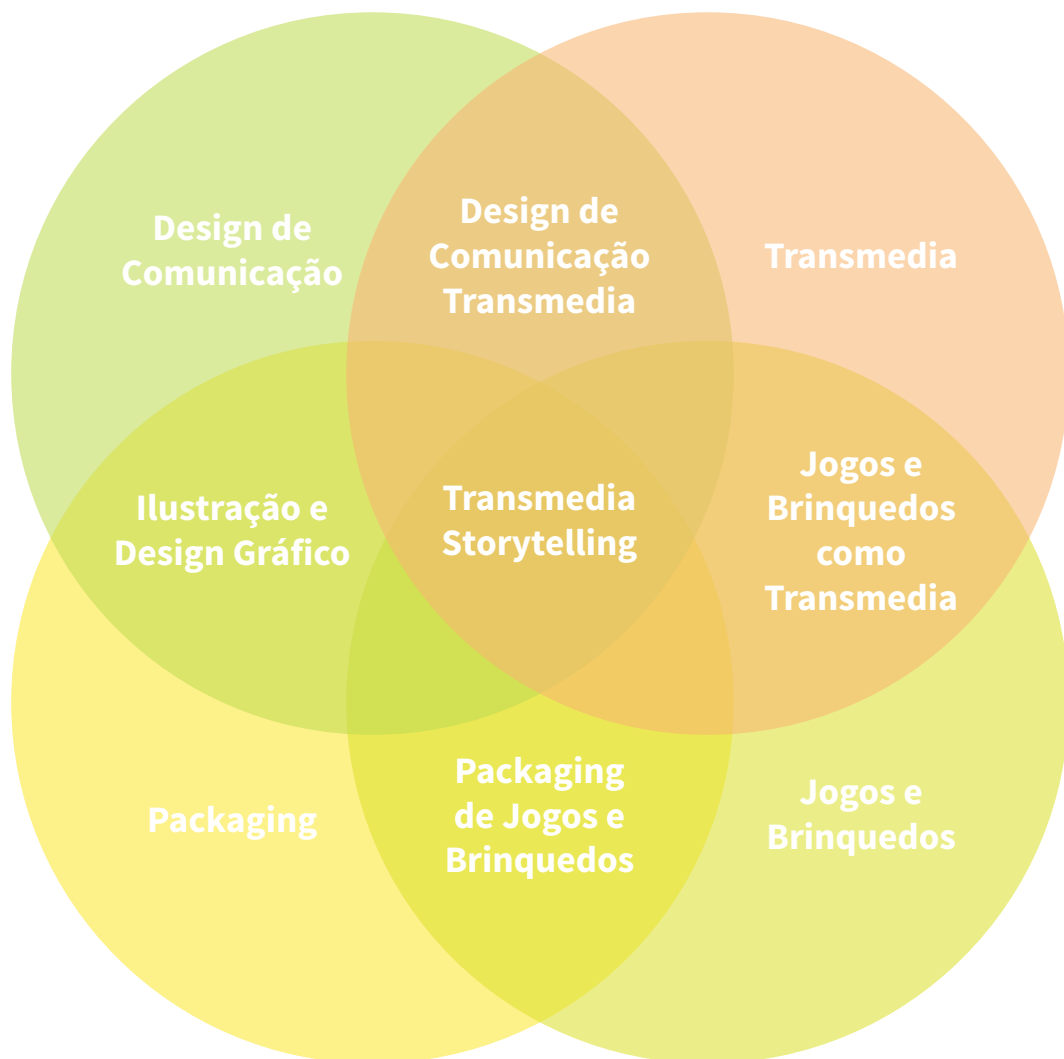 Design de
Comunicação
Design de
Comunicação
Transmedia
Transmedia
Ilustração e
Design Gráfico
Transmedia
Storytelling
Jogos e
Brinquedos
como
Transmedia
Packaging
Packaging
de Jogos e
Brinquedos
Jogos e
Brinquedos